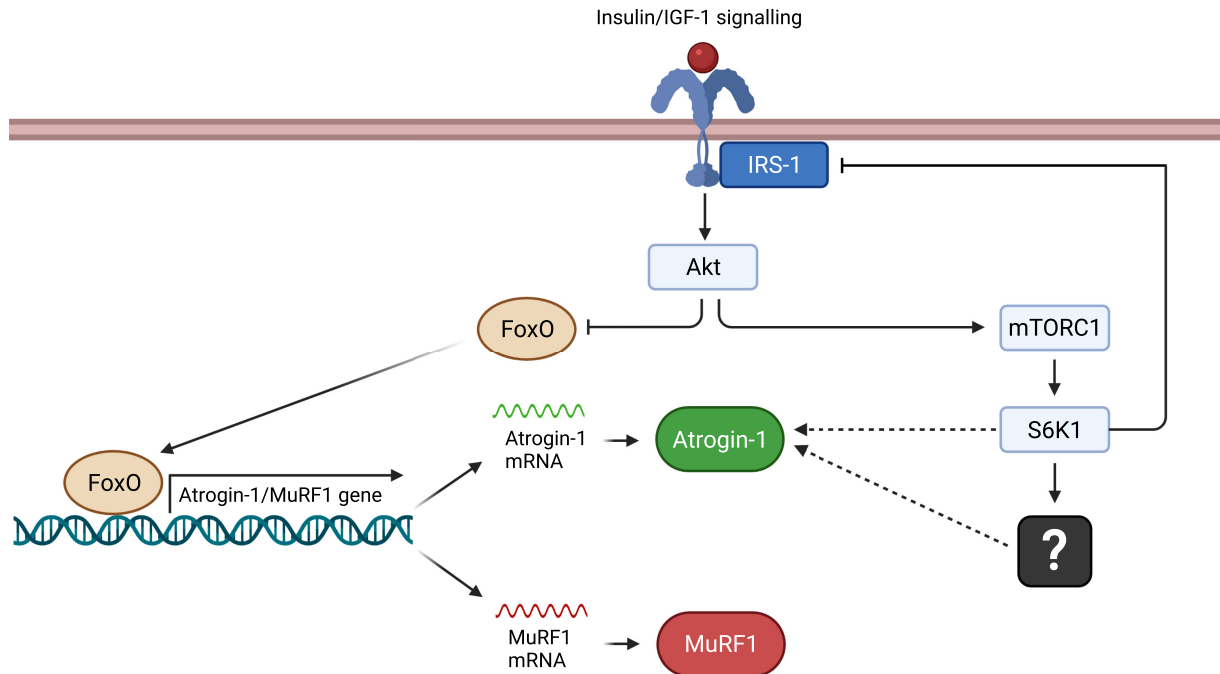 Insulin/IGF-1 signalling
IRS-1
Akt
FoxO
mTORC1
Atrogin-1
mRNA
Atrogin-1
S6K1
FoxO
Atrogin-1/MuRF1 gene
?
MuRF1
mRNA
MuRF1